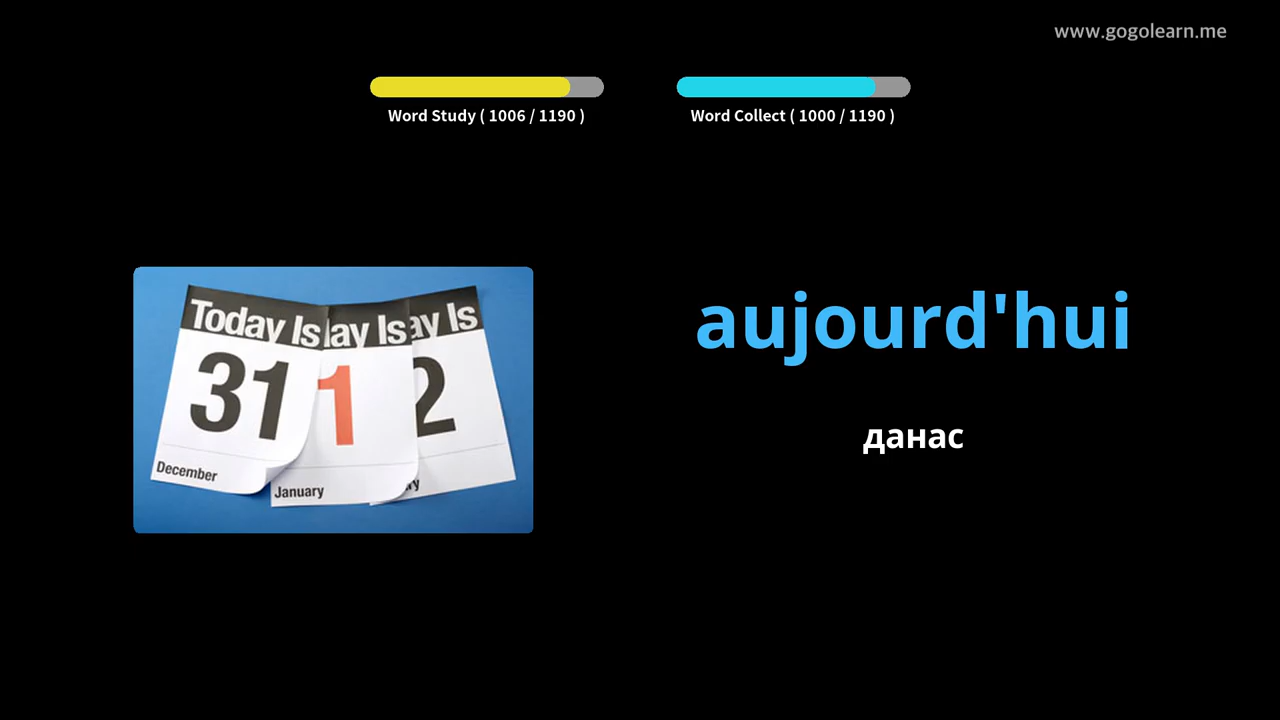 www.gogolearn.me
Word Study ( 1006 / 1190 )
Word Collect ( 1000 / 1190 )
Today Is
ay Is
ay Is
31
1
2
December
January
ry
aujourd'hui
данас